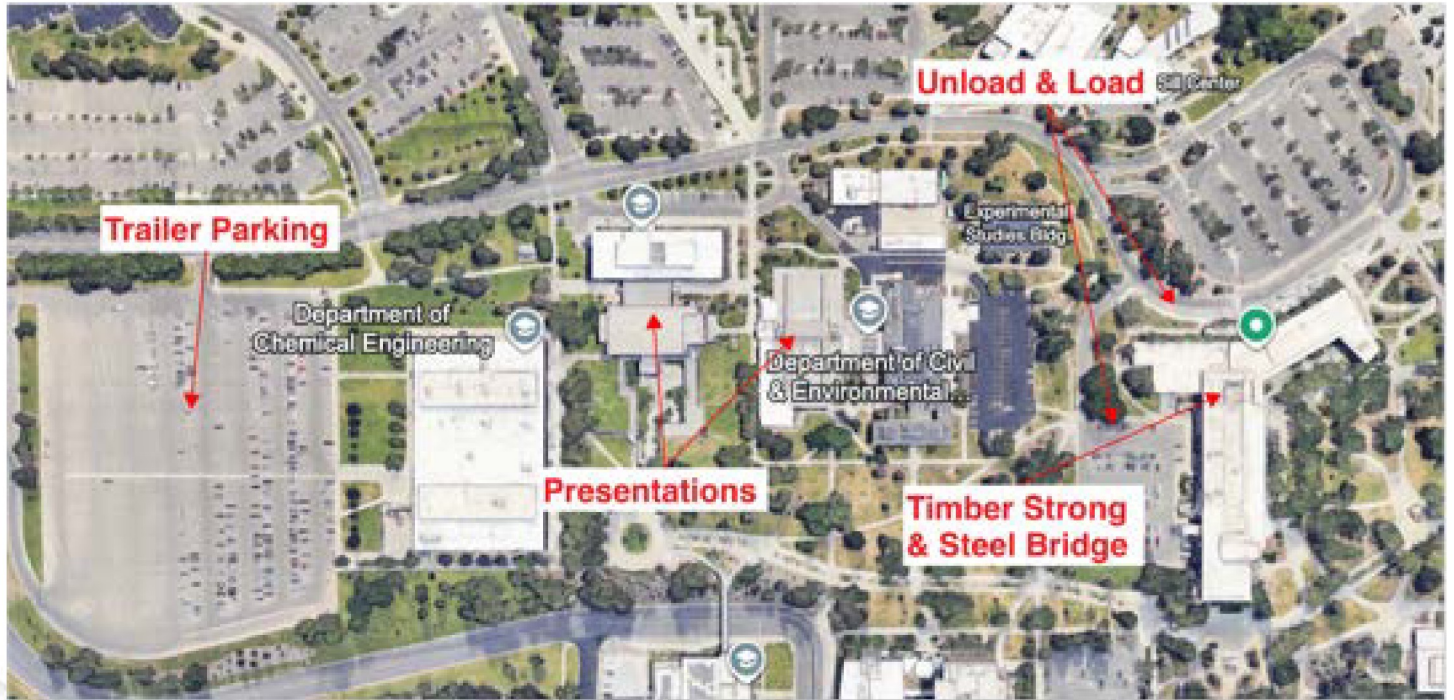 Unload & Load
Sill Center
Experimental
Studies Bldg.
Trailer Parking
Department of
Chemical Engineering
Department of Civil
& Environmental...
Presentations
Timber Strong
& Steel Bridge